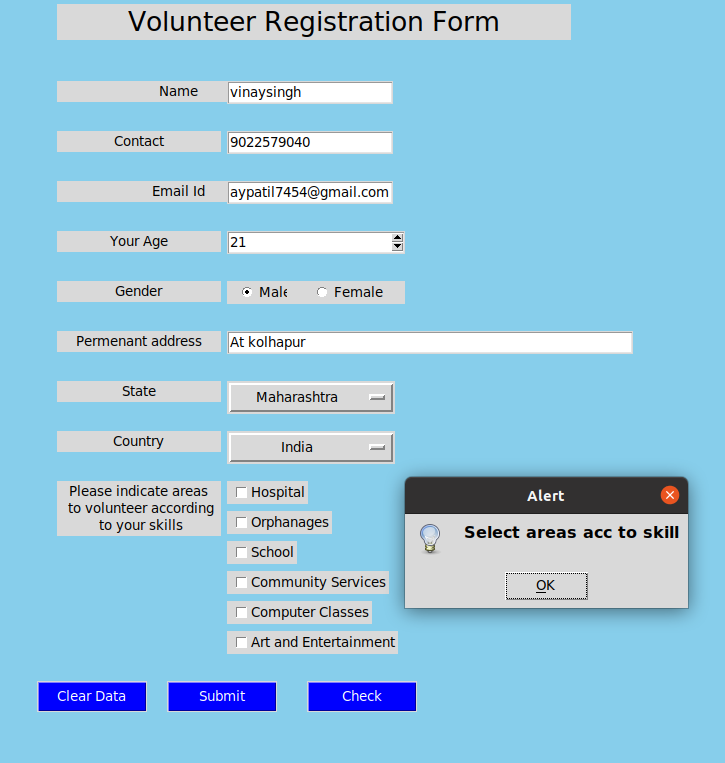 Volunteer Registration Form
Name vinaysingh
Contact 9022579040
Email Id aypatil7454@gmail.com
Your Age 21
Gender Male Female
Permenant address At kolhapur
State Maharashtra
Country India
Please indicate areas
to volunteer according
to your skills
Hospital
Orphanages
School
Community Services
Computer Classes
Art and Entertainment
Alert
Select areas acc to skill
OK
Clear Data Submit Check